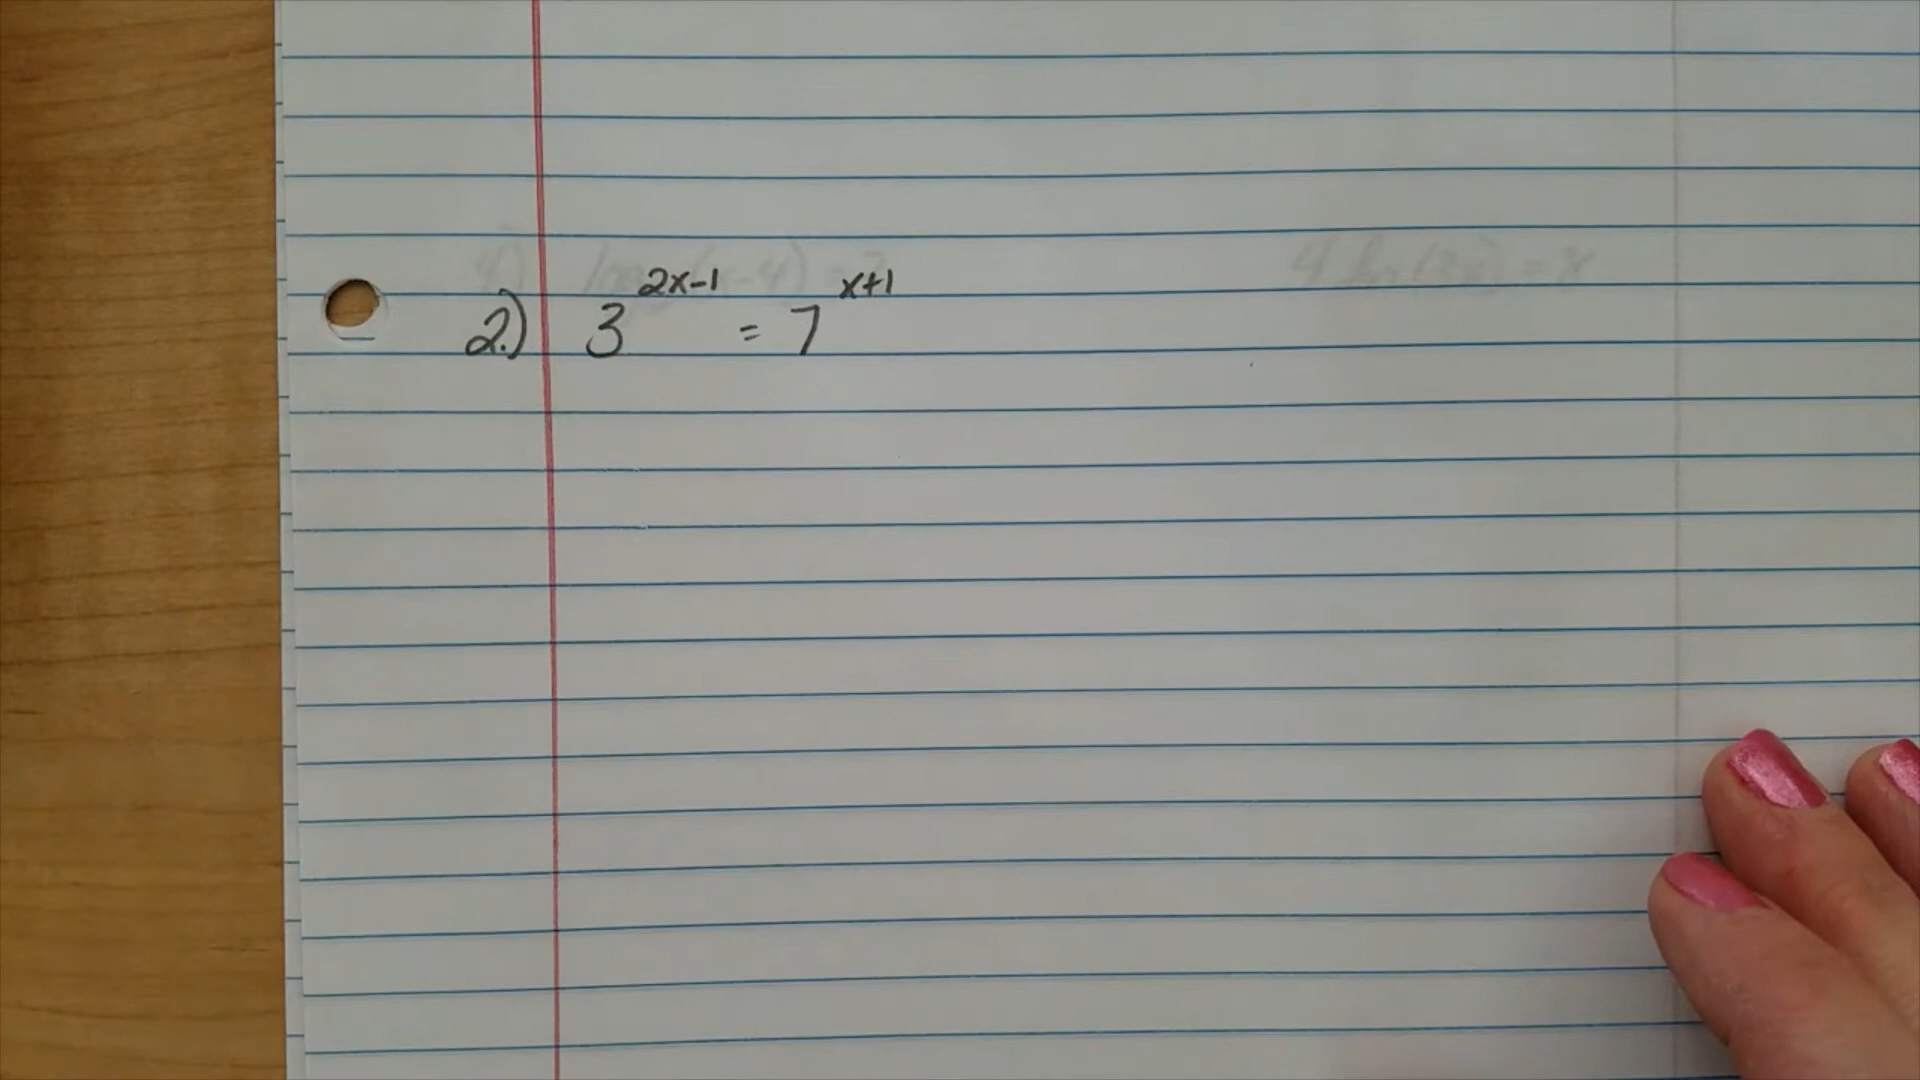 2.) 3^{2x-1} = 7^{x+1}